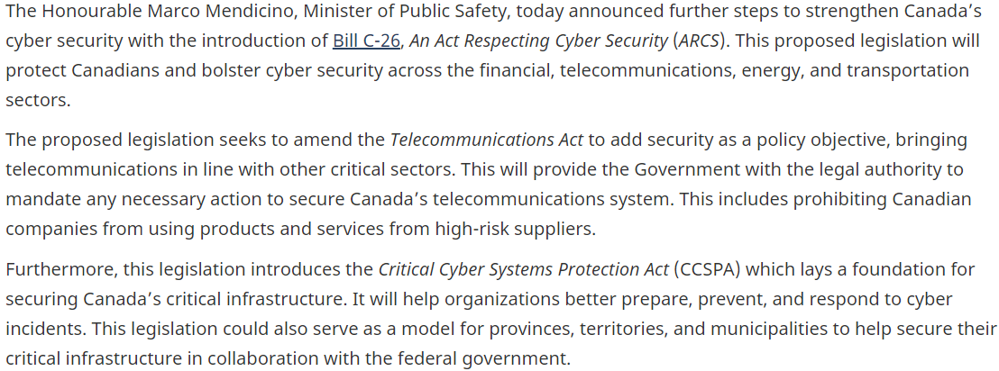 The Honourable Marco Mendicino, Minister of Public Safety, today announced further steps to strengthen Canada’s
cyber security with the introduction of Bill C-26, An Act Respecting Cyber Security (ARCS). This proposed legislation will
protect Canadians and bolster cyber security across the financial, telecommunications, energy, and transportation
sectors.
The proposed legislation seeks to amend the Telecommunications Act to add security as a policy objective, bringing
telecommunications in line with other critical sectors. This will provide the Government with the legal authority to
mandate any necessary action to secure Canada’s telecommunications system. This includes prohibiting Canadian
companies from using products and services from high-risk suppliers.
Furthermore, this legislation introduces the Critical Cyber Systems Protection Act (CCSPA) which lays a foundation for
securing Canada’s critical infrastructure. It will help organizations better prepare, prevent, and respond to cyber
incidents. This legislation could also serve as a model for provinces, territories, and municipalities to help secure their
critical infrastructure in collaboration with the federal government.